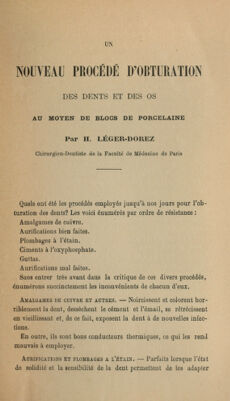 UN
NOUVEAU PROCÉDÉ D'OBTURATION
DES DENTS ET DES OS
AU MOYEN DE BLOCS DE PORCELAINE
Par H. LÉGER-DOREZ
Chirurgien-Dentiste de la Faculté de Médecine de Paris
Quels ont été les procédés employés jusqu'à nos jours pour l'ob-
turation des dents? Les voici énumérés par ordre de résistance :
Amalgames de cuivre.
Aurifications bien faites.
Plombages à l'étain.
Ciments à l'oxyphosphate.
Guttas.
Aurifications mal faites.
Sans entrer très avant dans la critique de ces divers procédés,
énumérons succinctement les inconvénients de chacun d'eux.
AMALGAMES DE CUIVRE ET AUTRES. — Noircissent et colorent hor-
riblement la dent, dessèchent le cément et l'émail, se rétrécissent
en vieillissant et, de ce fait, exposent la dent à de nouvelles infec-
tions.
En outre, ils sont bons conducteurs thermiques, ce qui les rend
mauvais à employer.
AURIFICATIONS ET PLOMBAGES A L'ÉTAIN. — Parfaits lorsque l'état
de solidité et la sensibilité de la dent permettent de les adapter